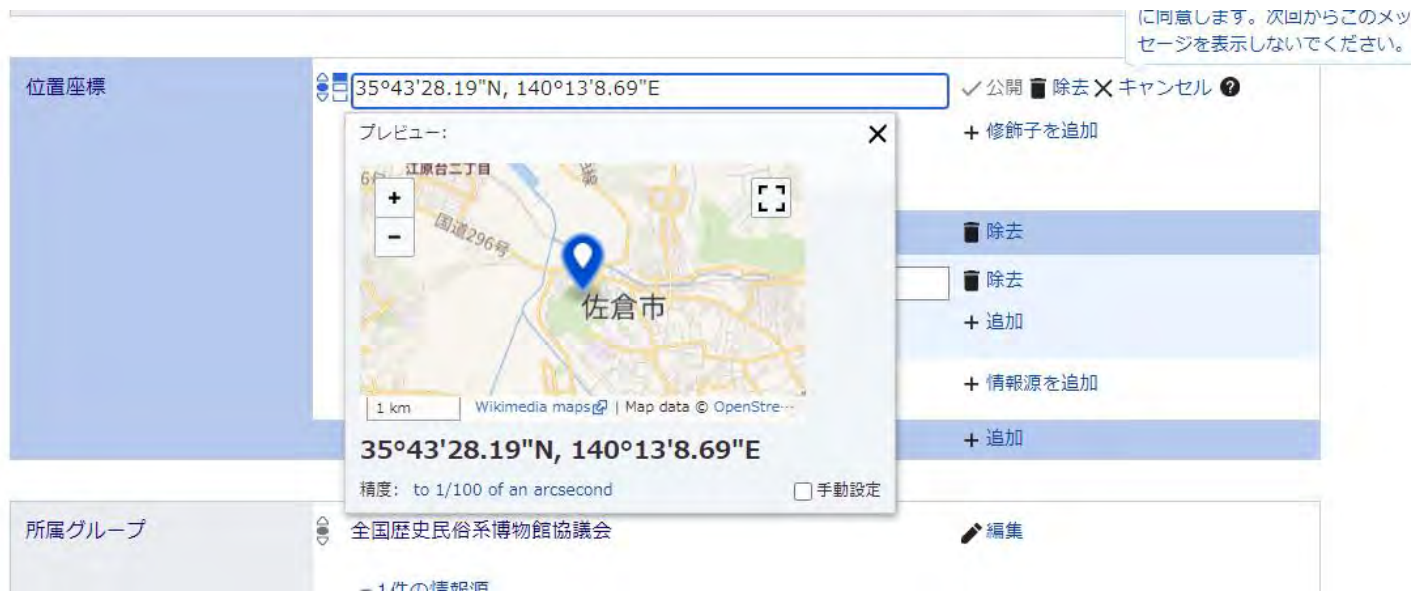 に同意します。次回からこのメッ
セージを表示しないでください。
位置座標
35°43'28.19"N, 140°13'8.69"E
公開 除去 キャンセル
プレビュー:
修飾子を追加
江原台二丁目
+
国道296号
−
除去
佐倉市
除去
+ 追加
+ 情報源を追加
1 km
Wikimedia maps | Map data © OpenStre…
+ 追加
35°43'28.19"N, 140°13'8.69"E
精度: to 1/100 of an arcsecond
手動設定
所属グループ
全国歴史民俗系博物館協議会
編集
1件の情報源